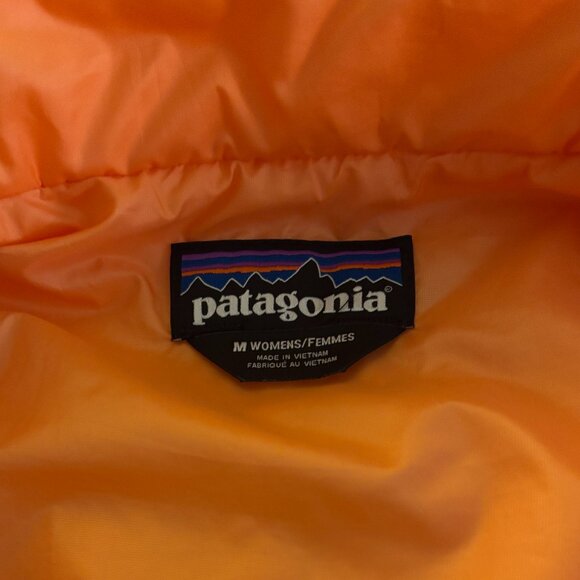 patagonia®
M WOMENS/FEMMES
MADE IN VIETNAM
FABRIQUÉ AU VIETNAM